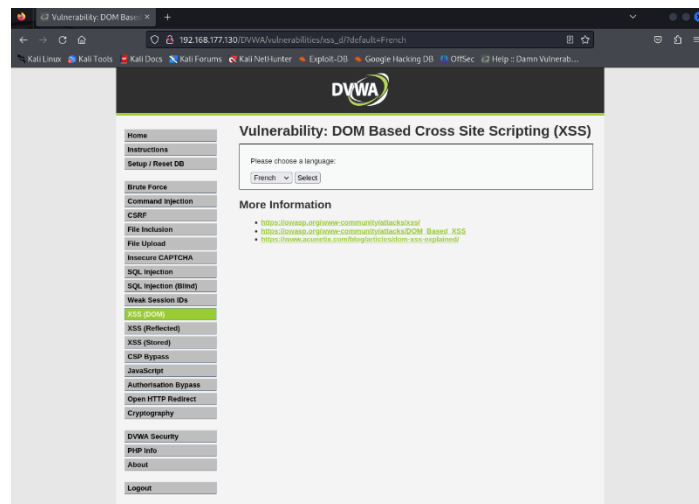 Vulnerability: DOM Based
192.168.177.130/DVWA/vulnerabilities/xss_d/?default=French
Kali Linux Kali Tools Kali Docs Kali Forums Kali NetHunter Exploit-DB Google Hacking DB OffSec Help :: Damn Vulnerab...
DVWA
Vulnerability: DOM Based Cross Site Scripting (XSS)
Please choose a language:
French Select
More Information
https://owasp.org/www-community/attacks/xss/
https://owasp.org/www-community/attacks/DOM_Based_XSS
https://www.acunetix.com/blog/articles/dom-xss-explained/
Home
Instructions
Setup / Reset DB
Brute Force
Command Injection
CSRF
File Inclusion
File Upload
Insecure CAPTCHA
SQL Injection
SQL Injection (Blind)
Weak Session IDs
XSS (DOM)
XSS (Reflected)
XSS (Stored)
CSP Bypass
JavaScript
Authorisation Bypass
Open HTTP Redirect
Cryptography
DVWA Security
PHP Info
About
Logout